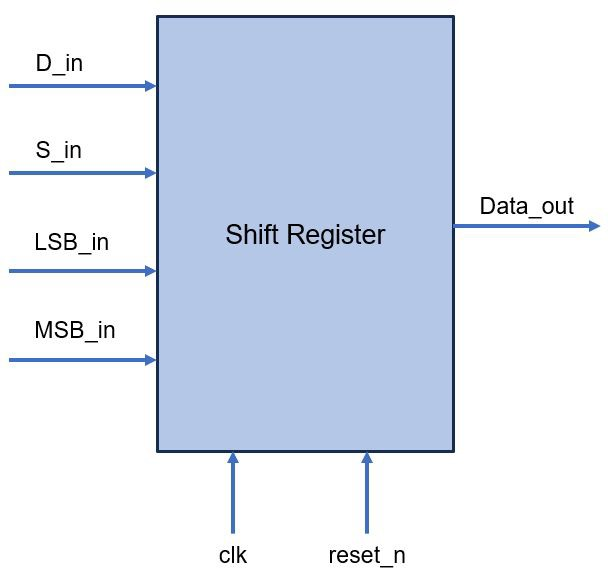 D_in
S_in
LSB_in
MSB_in
Shift Register
Data_out
clk
reset_n